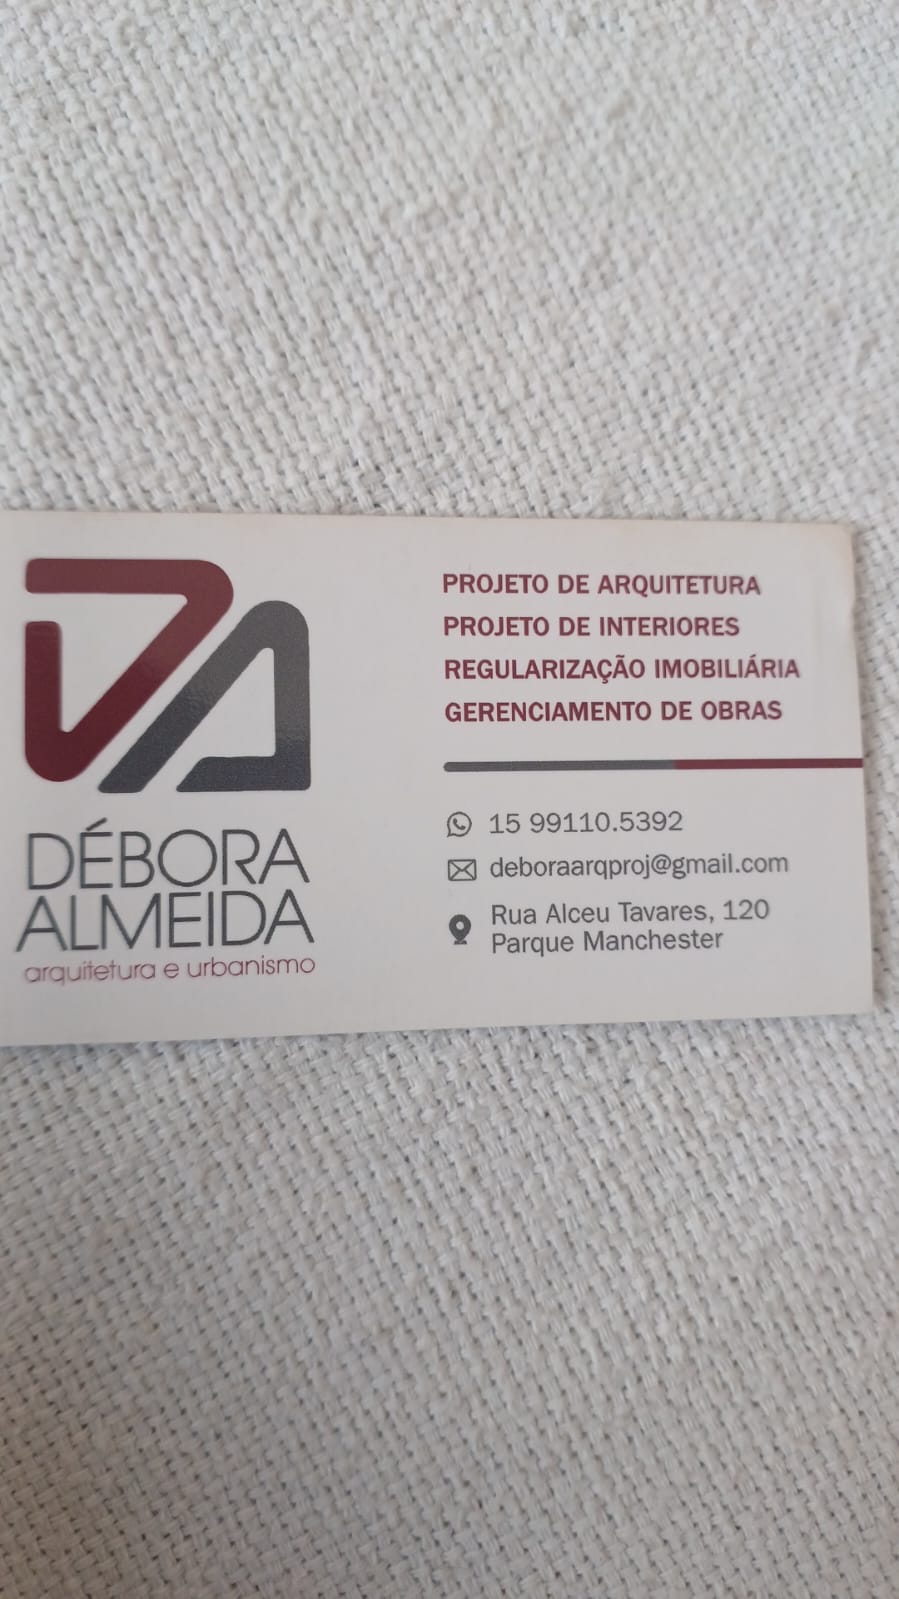 DA
DÉBORA
ALMEIDA
arquitetura e urbanismo
PROJETO DE ARQUITETURA
PROJETO DE INTERIORES
REGULARIZAÇÃO IMOBILIÁRIA
GERENCIAMENTO DE OBRAS
15 99110.5392
deboraarqproj@gmail.com
Rua Alceu Tavares, 120
Parque Manchester